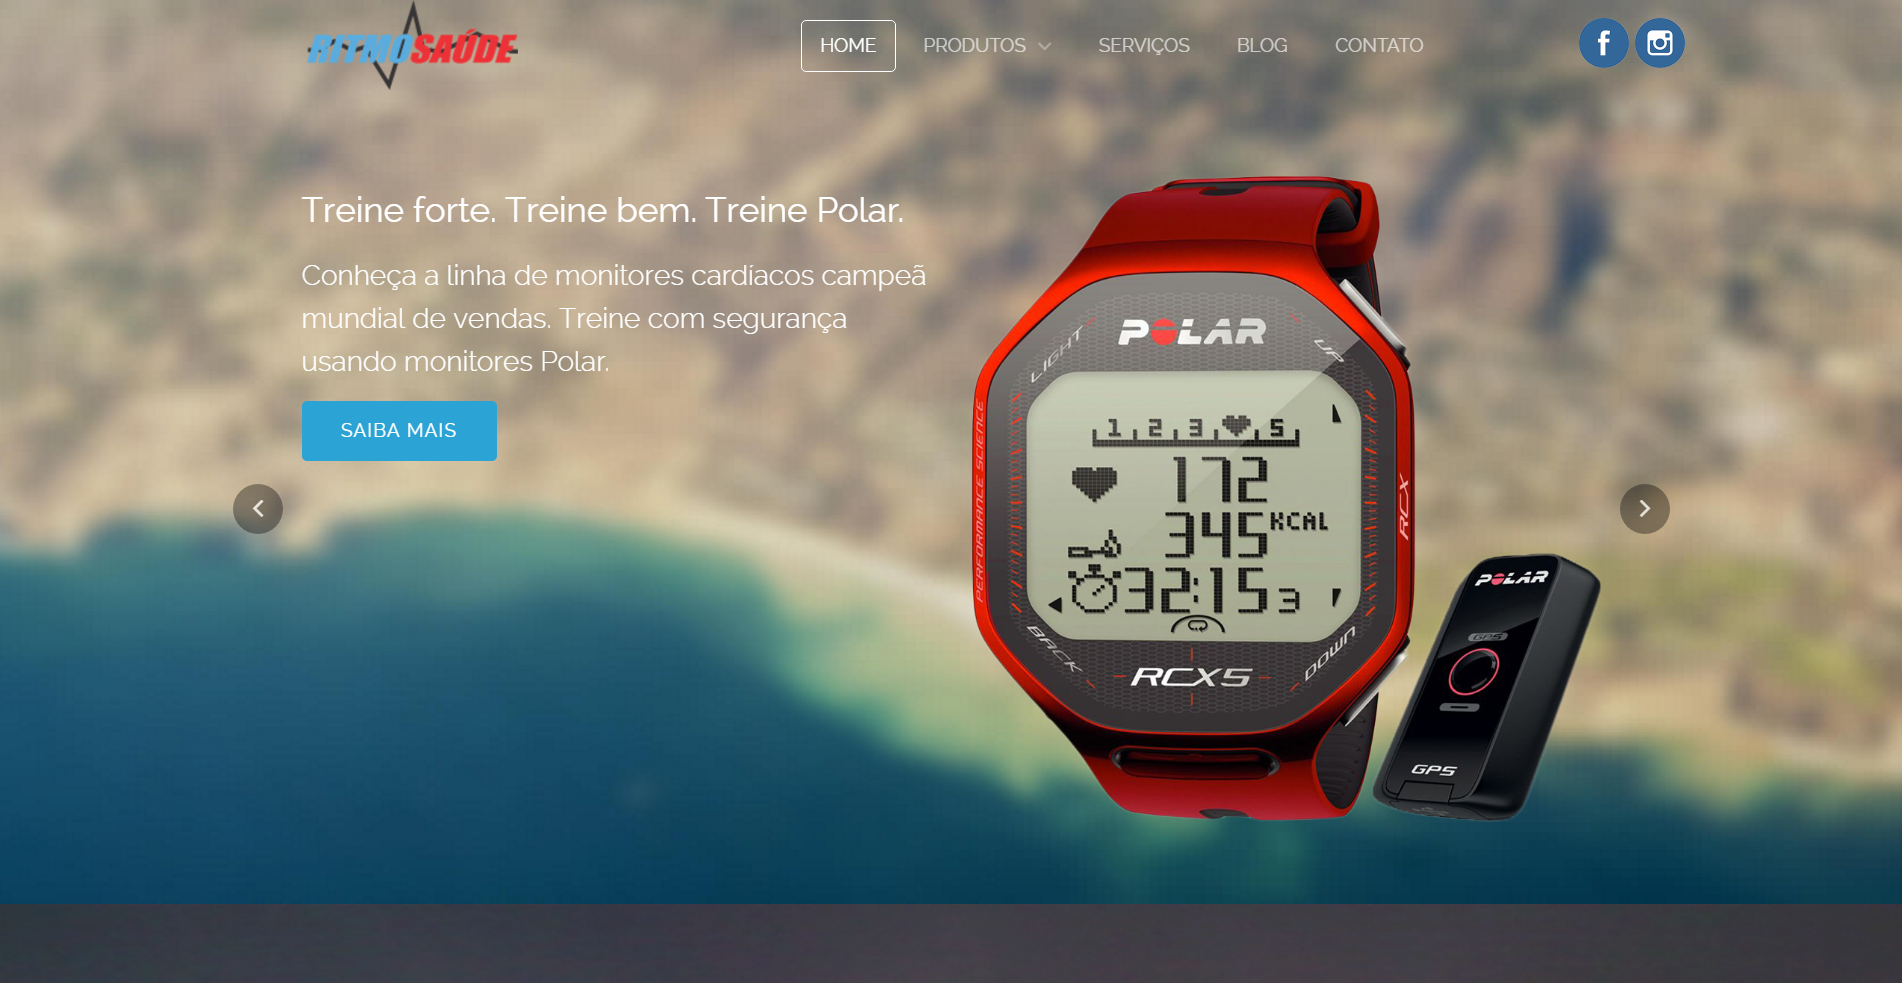 RITMOSAÚDE
HOME
PRODUTOS
SERVIÇOS
BLOG
CONTATO
Treine forte. Treine bem. Treine Polar.
Conheça a linha de monitores cardíacos campeã
mundial de vendas. Treine com segurança
usando monitores Polar.
SAIBA MAIS
POLAR
LIGHT
UP
PERFORMANCE SCIENCE
RCX
1 2 3 5
172
345 KCAL
32:15 3
BACK
DOWN
RCX5
POLAR
GPS
GPS